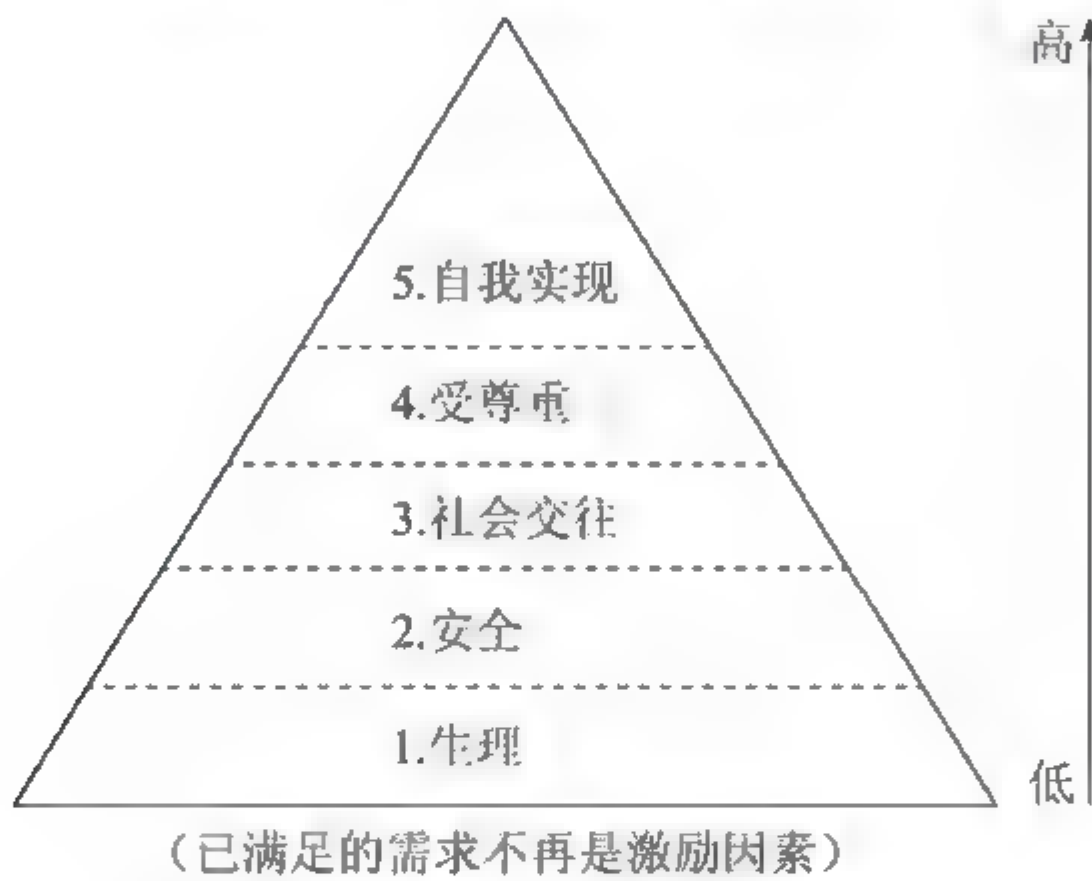 高
5.自我实现
4.受尊重
3.社会交往
2.安全
1.生理
低
（已满足的需求不再是激励因素）